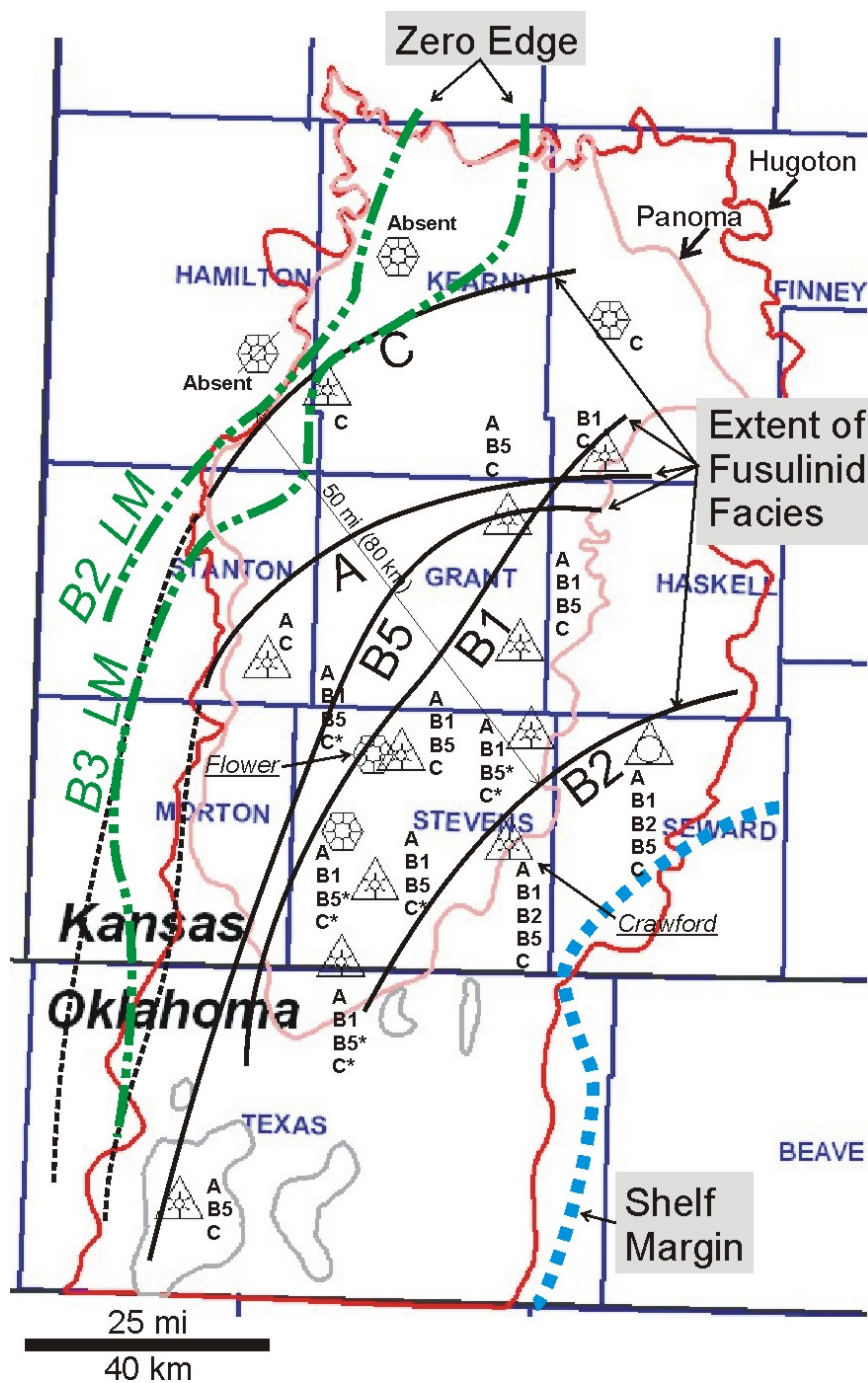 Zero Edge
Hugoton
Panoma
Absent
HAMILTON
KEARNY
FINNEY
C
C
Absent
C
A
B5
C
B1
C
Extent of
Fusulinid
Facies
50 mi (80 km)
B2 LM
STANTON
A
GRANT
HASKELL
A
B1
B5
C
B5
B1
A
C
A
B1
B5
C*
A
B1
B5
C
A
B1
B5*
C*
Flower
B2
B3 LM
MORTON
STEVENS
SEWARD
A
B1
B2
B5
C
A
B1
B5*
C*
A
B1
B5
C*
A
B1
B2
B5
C
Crawford
Kansas
Oklahoma
A
B1
B5*
C*
TEXAS
BEAVE
A
B5
C
Shelf
Margin
25 mi
40 km